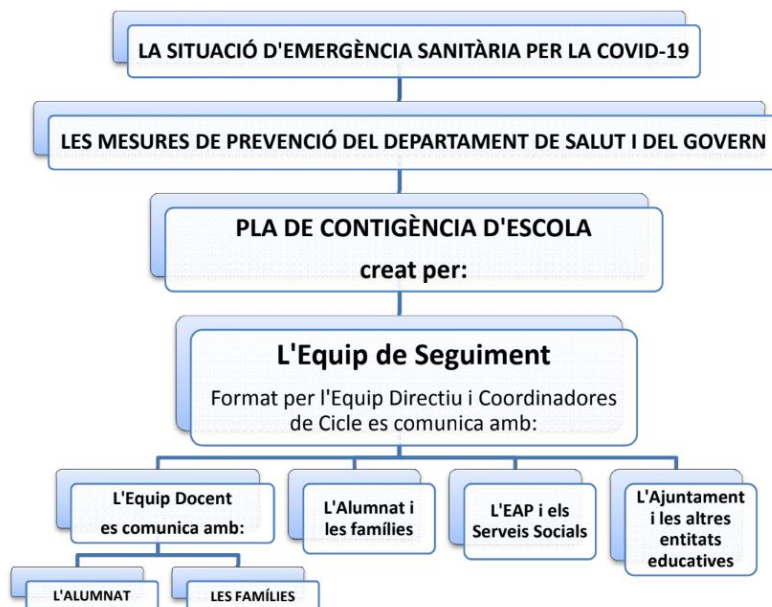 LA SITUACIÓ D'EMERGÈNCIA SANITÀRIA PER LA COVID-19
LES MESURES DE PREVENCIÓ DEL DEPARTAMENT DE SALUT I DEL GOVERN
PLA DE CONTIGÈNCIA D'ESCOLA
creat per:
L'Equip de Seguiment
Format per l'Equip Directiu i Coordinadores
de Cicle es comunica amb:
L'Equip Docent
es comunica amb:
L'Alumnat i
les famílies
L'EAP i els
Serveis Socials
L'Ajuntament
i les altres
entitats
educatives
L'ALUMNAT
LES FAMÍLIES